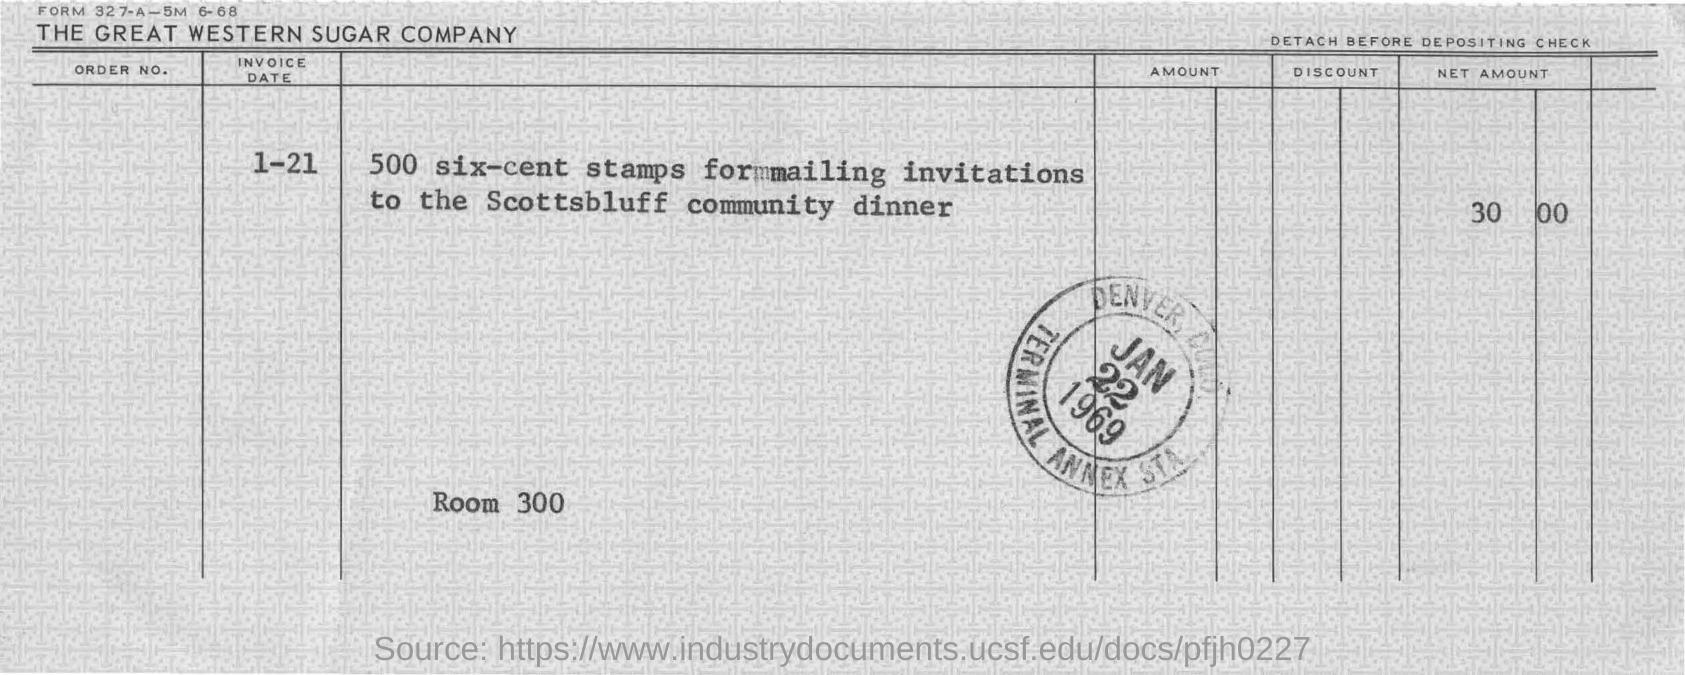 FORM 327-A-5M 6-68
THE GREAT WESTERN SUGAR COMPANY
DETACH BEFORE DEPOSITING CHECK
ORDER NO. INVOICE DATE AMOUNT DISCOUNT NET AMOUNT
1-21 500 six-cent stamps formmailing invitations
to the Scottsbluff community dinner
30 00
DENVER, COLO
TERMINAL ANNEX STA
JAN
22
1969
Room 300
Source: https://www.industrydocuments.ucsf.edu/docs/pfjh0227